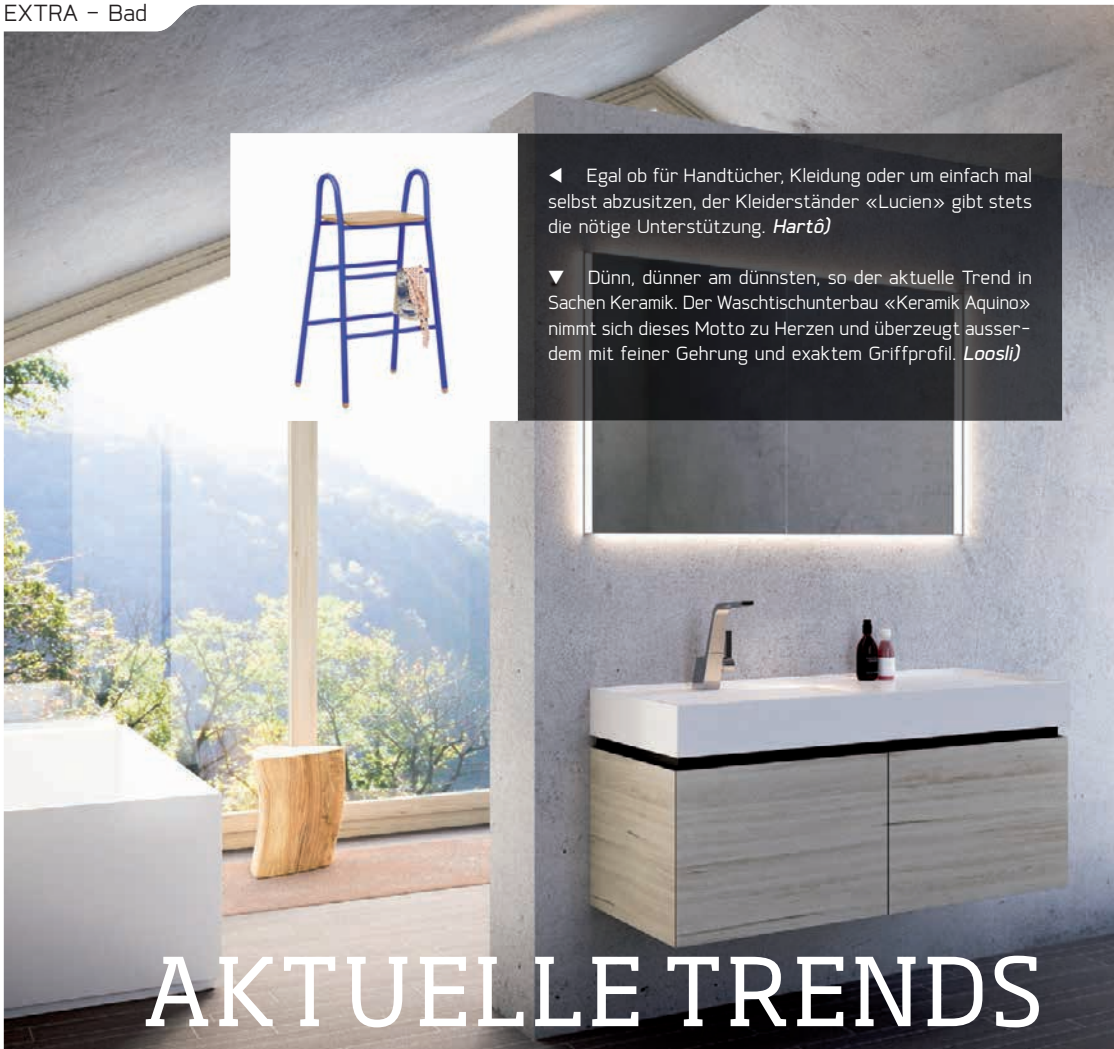 EXTRA – Bad
◀ Egal ob für Handtücher, Kleidung oder um einfach mal
selbst abzusitzen, der Kleiderständer «Lucien» gibt stets
die nötige Unterstützung. Hartô)
▼ Dünn, dünner am dünnsten, so der aktuelle Trend in
Sachen Keramik. Der Waschtischunterbau «Keramik Aquino»
nimmt sich dieses Motto zu Herzen und überzeugt ausser-
dem mit feiner Gehrung und exaktem Griffprofil. Loosli)
AKTUELLE TRENDS